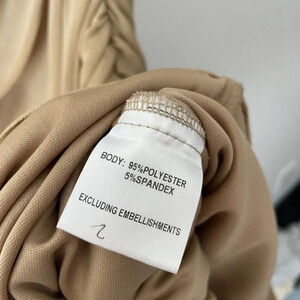 BODY: 95%POLYESTER
5%SPANDEX
EXCLUDING EMBELLISHMENTS